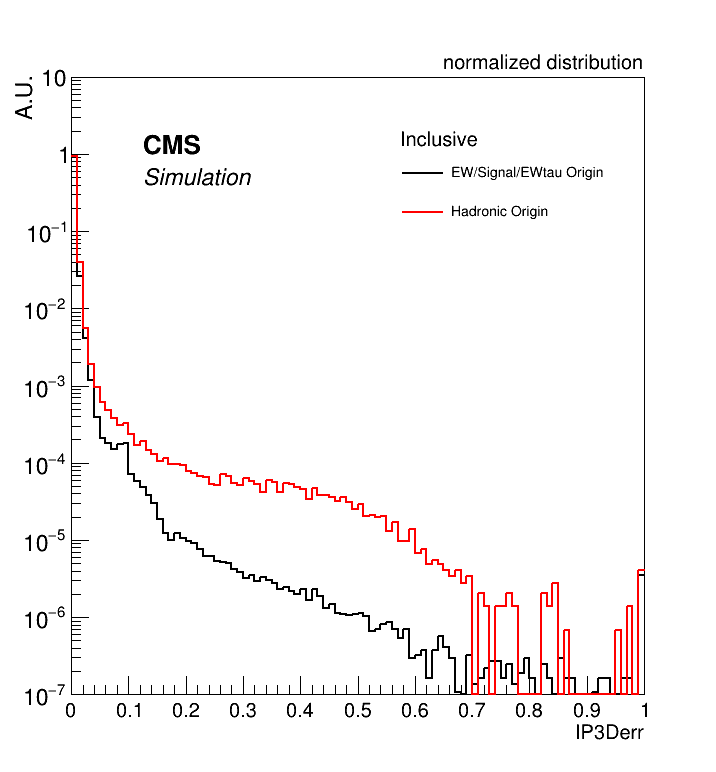 normalized distribution
A.U.
10
CMS
Simulation
Inclusive
EW/Signal/EWtau Origin
Hadronic Origin
1
10⁻¹
10⁻²
10⁻³
10⁻⁴
10⁻⁵
10⁻⁶
10⁻⁷
0 0.1 0.2 0.3 0.4 0.5 0.6 0.7 0.8 0.9 1
IP3Derr